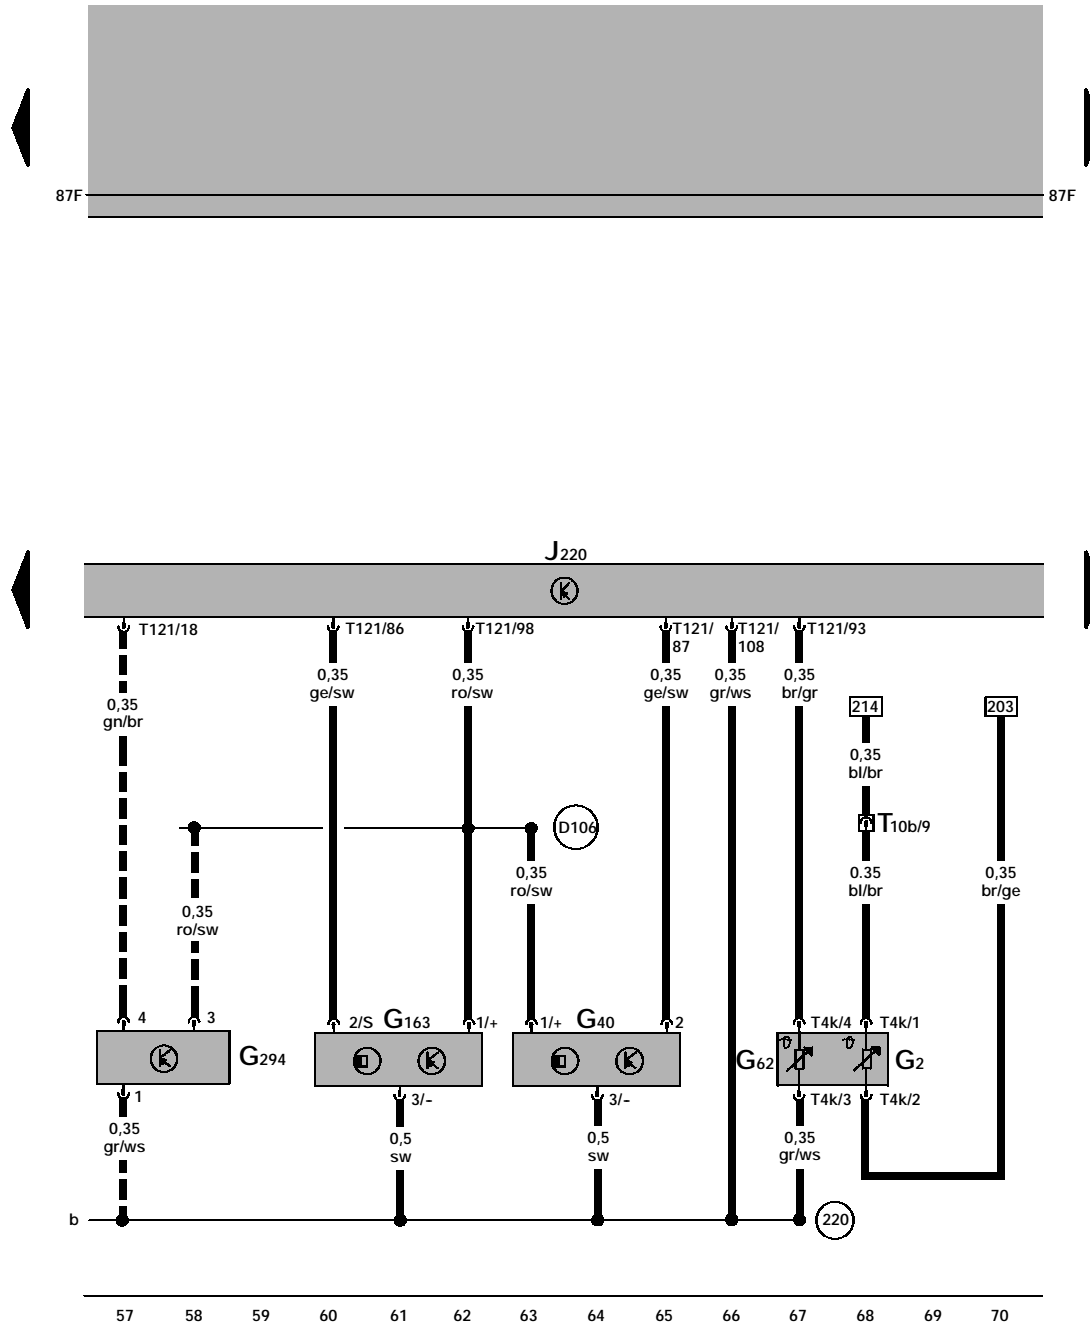 87F 87F
J220
T121/18 T121/86 T121/98 T121/ T121/ T121/93
87 108
0,35 0,35 0,35 0,35 0,35
ge/sw ro/sw ge/sw gr/ws br/gr
0,35
gn/br
214 203
0,35
bl/br
D106
T10b/9
0,35 0.35 0,35
ro/sw bl/br br/ge
0,35
ro/sw
4 3 2/S G163 1/+ 1/+ G40 2 T4k/4 T4k/1
ϑ ϑ
G294 G62 G2
1 3/- 3/- T4k/3 T4k/2
0,35 0,5 0,5 0,35
gr/ws sw sw gr/ws
b 220
57 58 59 60 61 62 63 64 65 66 67 68 69 70